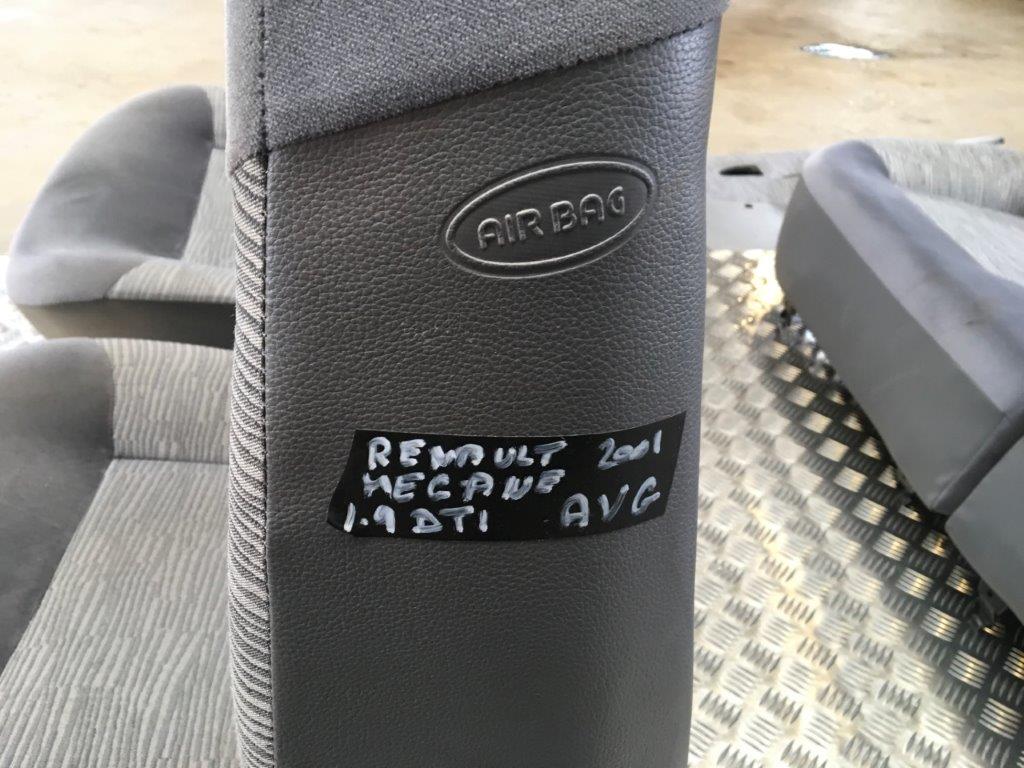 AIR BAG
RENAULT 2001
MEGANE
1.9 DTI AVG